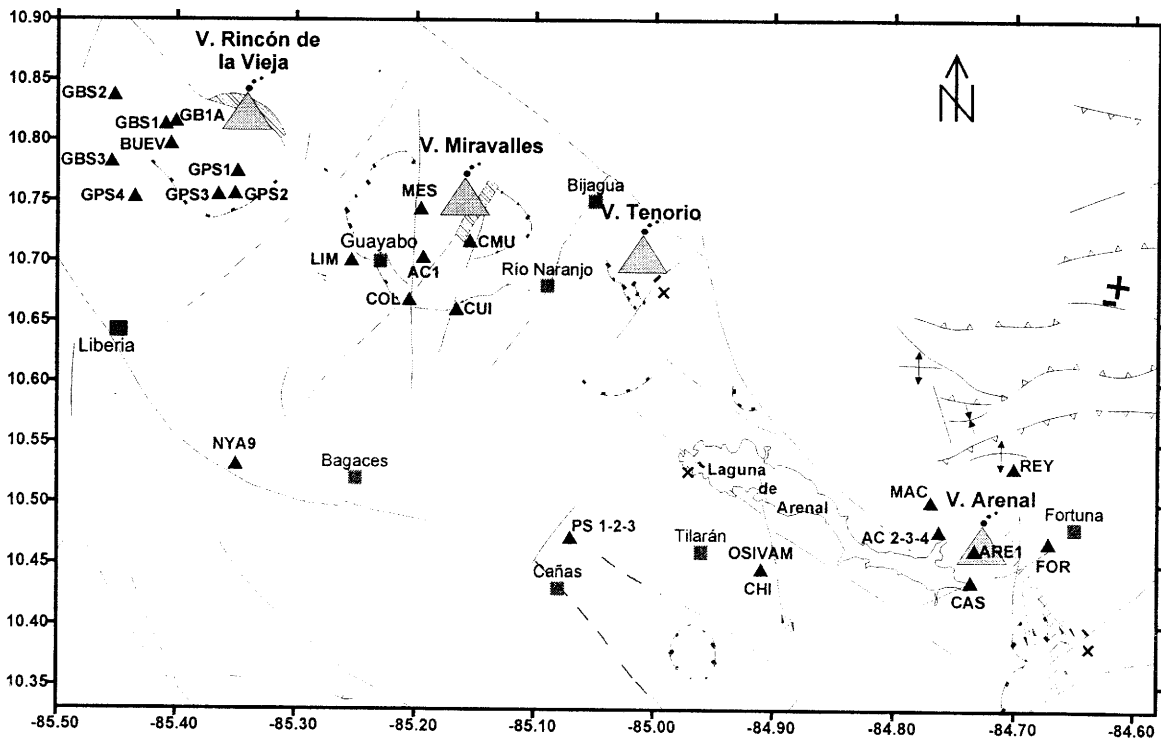 10.90
10.85
10.80
10.75
10.70
10.65
10.60
10.55
10.50
10.45
10.40
10.35
V. Rincón de
la Vieja
GBS2
GBS1
GB1A
BUEV
GBS3
GPS1
GPS4
GPS3
GPS2
V. Miravalles
MES
Bijagua
V. Tenorio
Guayabo
CMU
LIM
AC1
Río Naranjo
COL
CUI
Liberia
N
NYA9
Bagaces
Laguna
de
Arenal
REY
MAC
V. Arenal
Fortuna
PS 1-2-3
Tilarán
AC 2-3-4
ARE1
OSIVAM
FOR
Cañas
CHI
CAS
-85.50
-85.40
-85.30
-85.20
-85.10
-85.00
-84.90
-84.80
-84.70
-84.60